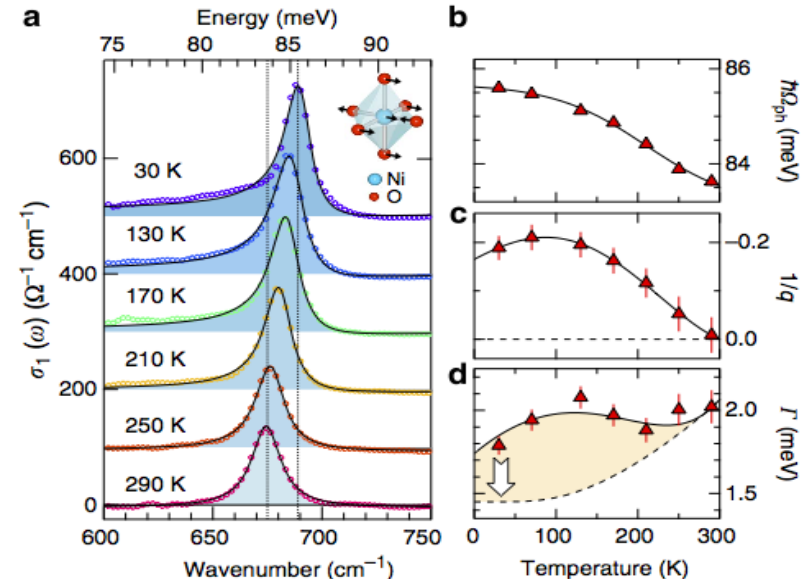 a
Energy (meV)
75 80 85 90
600
400
200
0
σ₁ (ω) (Ω⁻¹ cm⁻¹)
30 K
130 K
170 K
210 K
250 K
290 K
Ni
O
600 650 700 750
Wavenumber (cm⁻¹)
b
86
84
ℏΩph (meV)
c
-0.2
0.0
1/q
d
2.0
1.5
Γ (meV)
0 100 200 300
Temperature (K)